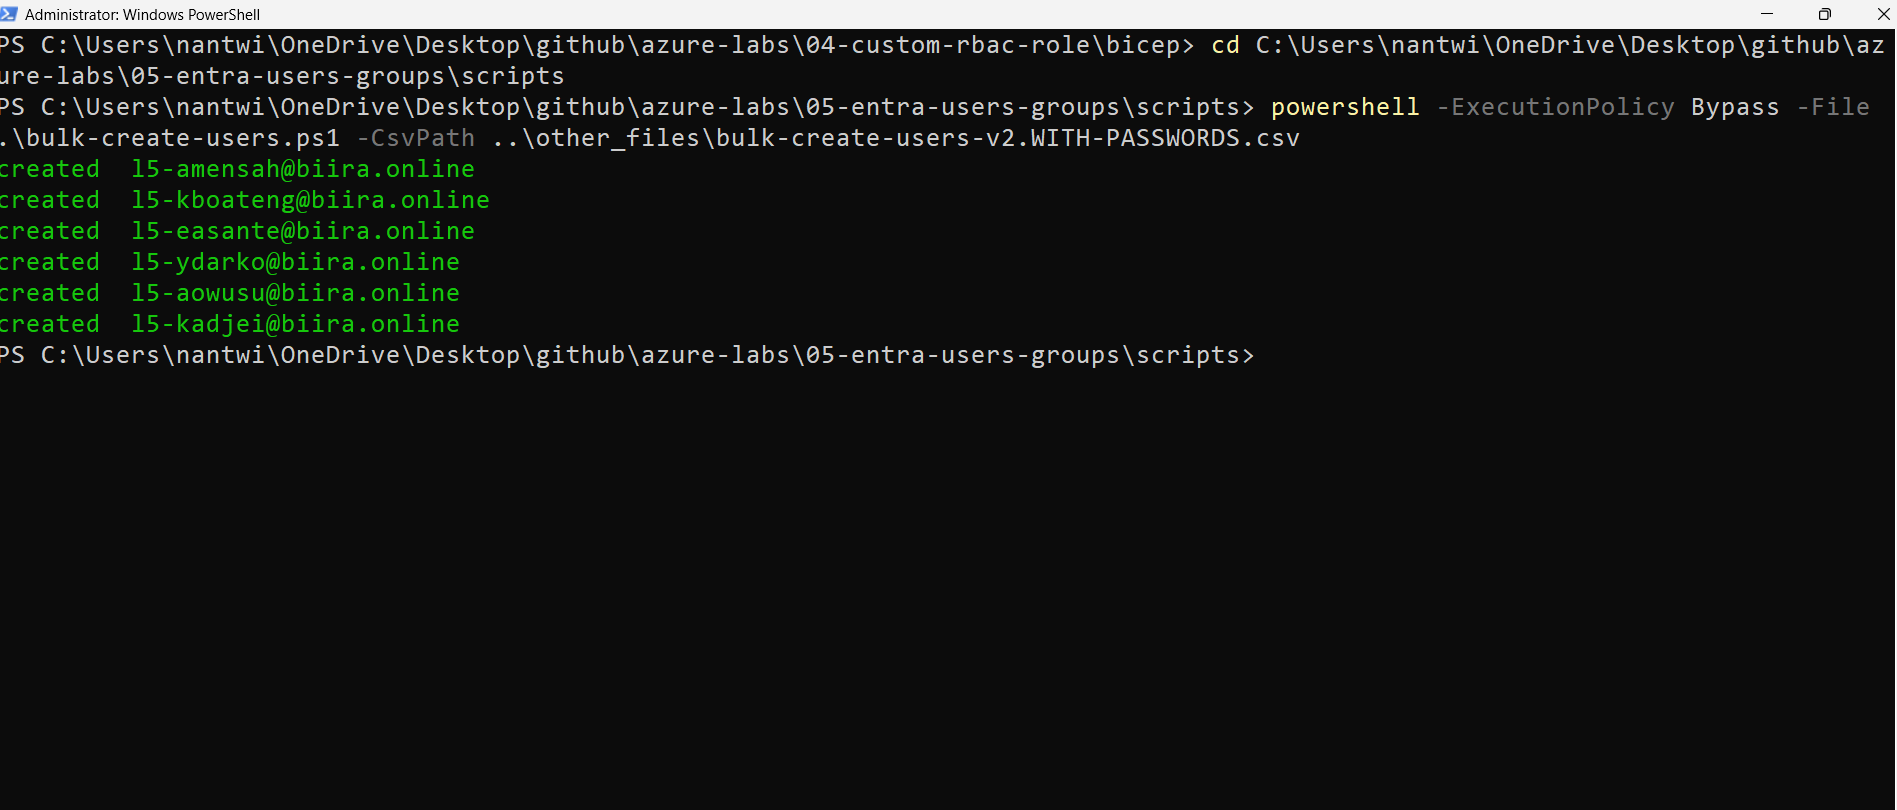 Administrator: Windows PowerShell
PS C:\Users\nantwi\OneDrive\Desktop\github\azure-labs\04-custom-rbac-role\bicep> cd C:\Users\nantwi\OneDrive\Desktop\github\az
ure-labs\05-entra-users-groups\scripts
PS C:\Users\nantwi\OneDrive\Desktop\github\azure-labs\05-entra-users-groups\scripts> powershell -ExecutionPolicy Bypass -File
.\bulk-create-users.ps1 -CsvPath ..\other_files\bulk-create-users-v2.WITH-PASSWORDS.csv
created  l5-amensah@biira.online
created  l5-kboateng@biira.online
created  l5-easante@biira.online
created  l5-ydarko@biira.online
created  l5-aowusu@biira.online
created  l5-kadjei@biira.online
PS C:\Users\nantwi\OneDrive\Desktop\github\azure-labs\05-entra-users-groups\scripts>